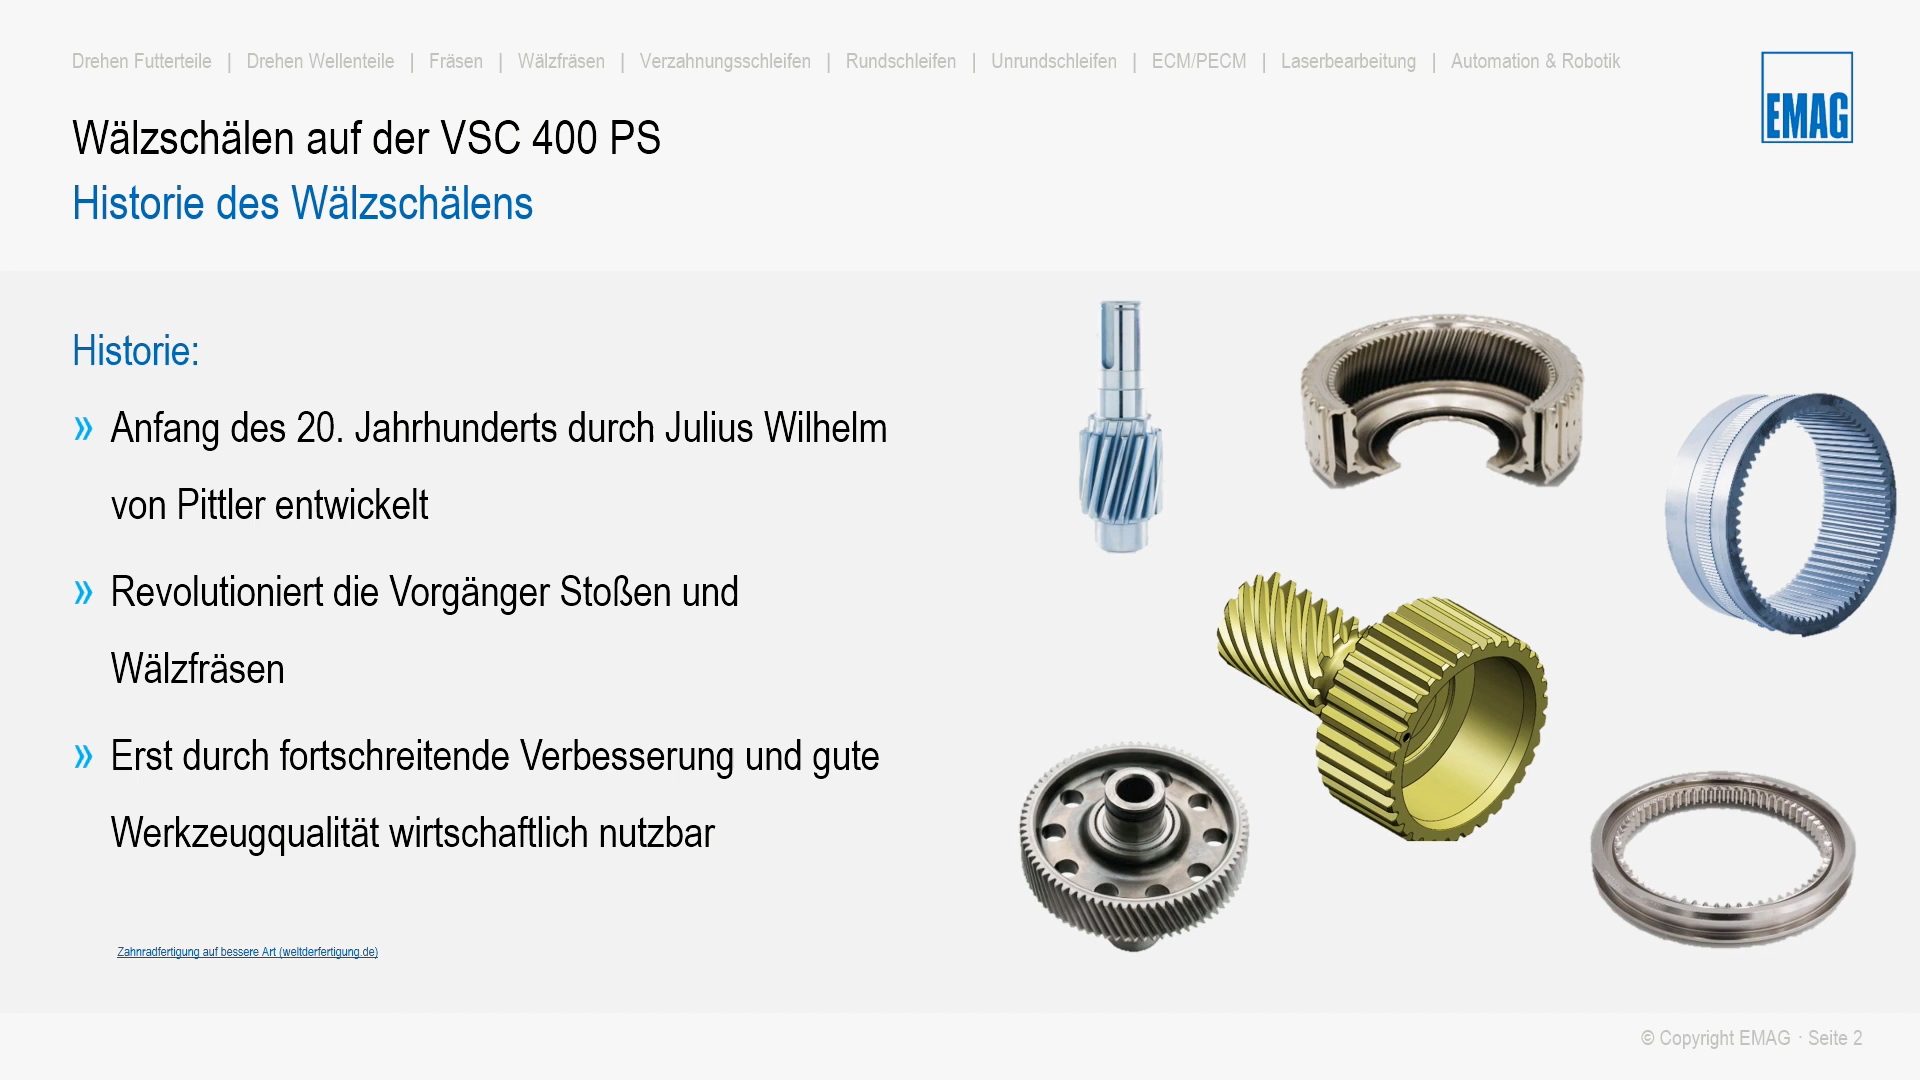 Drehen Futterteile | Drehen Wellenteile | Fräsen | Wälzfräsen | Verzahnungsschleifen | Rundschleifen | Unrundschleifen | ECM/PECM | Laserbearbeitung | Automation & Robotik
EMAG
Wälzschälen auf der VSC 400 PS
Historie des Wälzschälens
Historie:
» Anfang des 20. Jahrhunderts durch Julius Wilhelm
von Pittler entwickelt
» Revolutioniert die Vorgänger Stoßen und
Wälzfräsen
» Erst durch fortschreitende Verbesserung und gute
Werkzeugqualität wirtschaftlich nutzbar
Zahnradfertigung auf bessere Art (weltderfertigung.de)
© Copyright EMAG · Seite 2